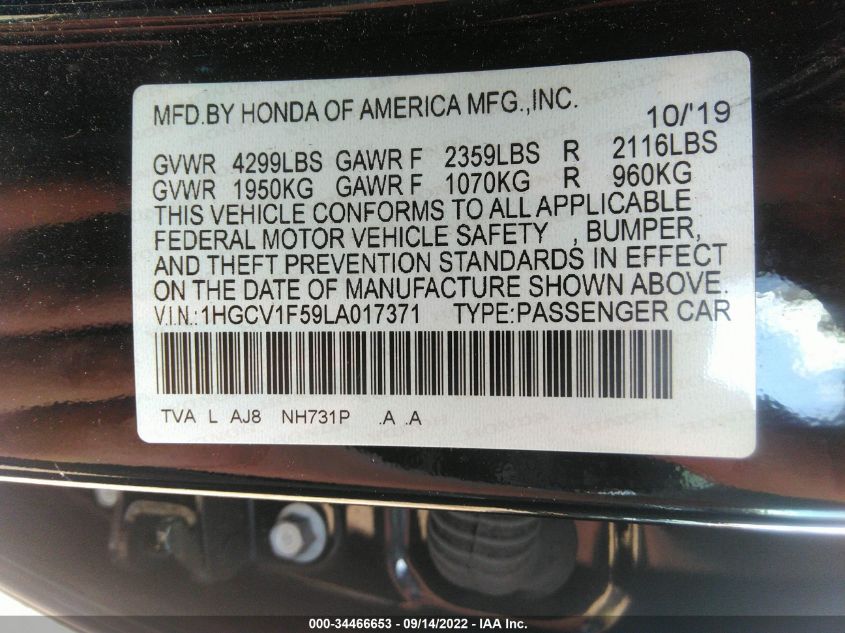 MFD.BY HONDA OF AMERICA MFG.,INC. 10/'19
GVWR 4299LBS GAWR F 2359LBS R 2116LBS
GVWR 1950KG GAWR F 1070KG R 960KG
THIS VEHICLE CONFORMS TO ALL APPLICABLE
FEDERAL MOTOR VEHICLE SAFETY , BUMPER,
AND THEFT PREVENTION STANDARDS IN EFFECT
ON THE DATE OF MANUFACTURE SHOWN ABOVE.
V.I.N.:1HGCV1F59LA017371 TYPE:PASSENGER CAR
TVA L AJ8 NH731P .A .A
000-34466653 - 09/14/2022 - IAA Inc.